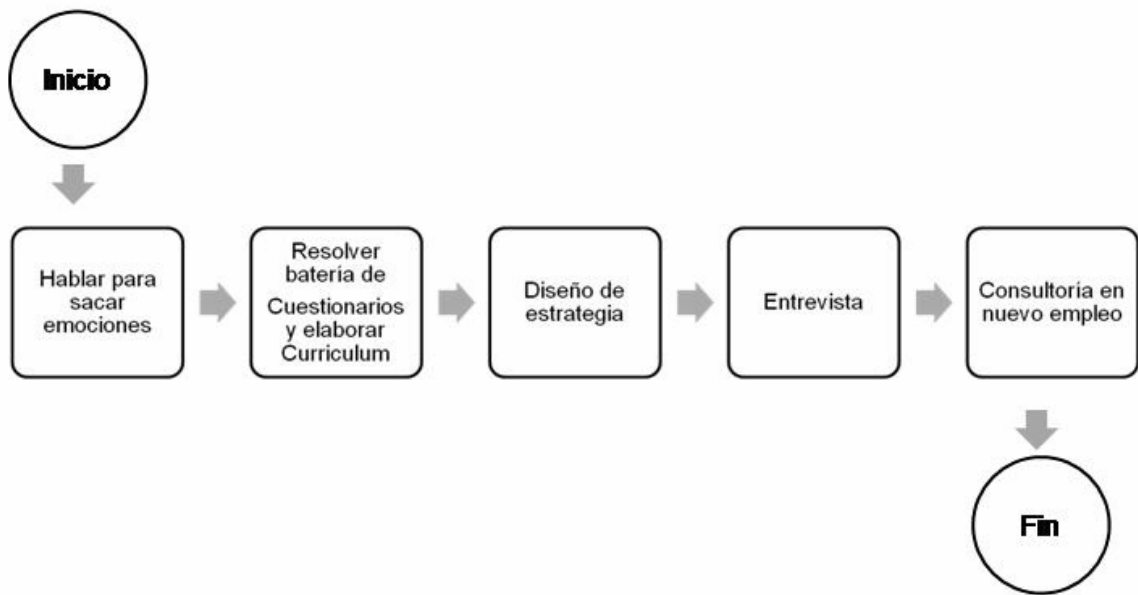 Inicio
Hablar para
sacar
emociones
Resolver
batería de
Cuestionarios
y elaborar
Curriculum
Diseño de
estrategia
Entrevista
Consultoría en
nuevo empleo
Fin